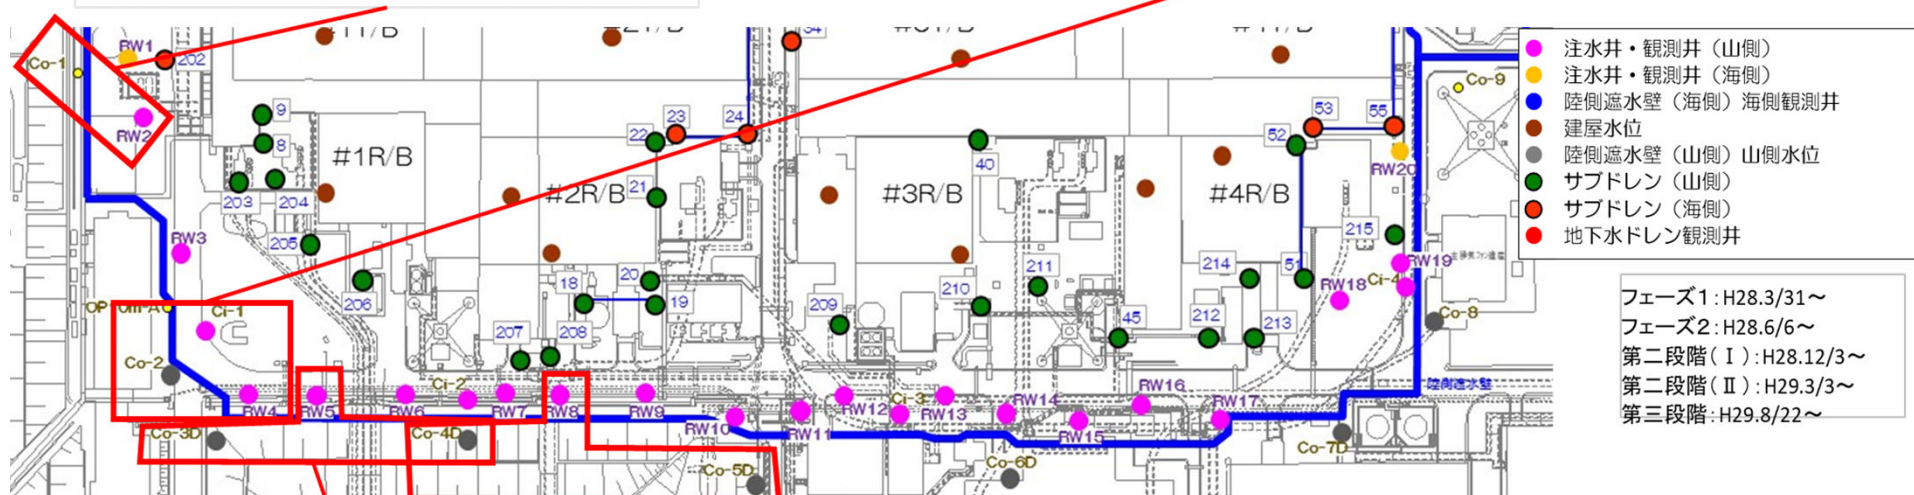 RW1
202
Co-1
RW2
9
8
203
204
205
206
#1R/B
RW3
Ci-1
Co-2
RW4
RW5
RW6
Ci-2
RW7
RW8
RW9
Co-3D
Co-4D
Co-5D
207
208
18
19
20
21
22
23
24
#2R/B
34
#3R/B
40
209
210
211
RW10
RW11
RW12
Ci-3
RW13
RW14
RW15
RW16
RW17
Co-6D
Co-7D
45
212
213
214
51
52
53
55
#4R/B
215
RW18
RW19
Ci-4
RW20
Co-8
Co-9
陸側遮水壁
注水井・観測井（山側）
注水井・観測井（海側）
陸側遮水壁（海側）海側観測井
建屋水位
陸側遮水壁（山側）山側水位
サブドレン（山側）
サブドレン（海側）
地下水ドレン観測井
フェーズ1：H28.3/31～
フェーズ2：H28.6/6～
第二段階（Ⅰ）：H28.12/3～
第二段階（Ⅱ）：H29.3/3～
第三段階：H29.8/22～